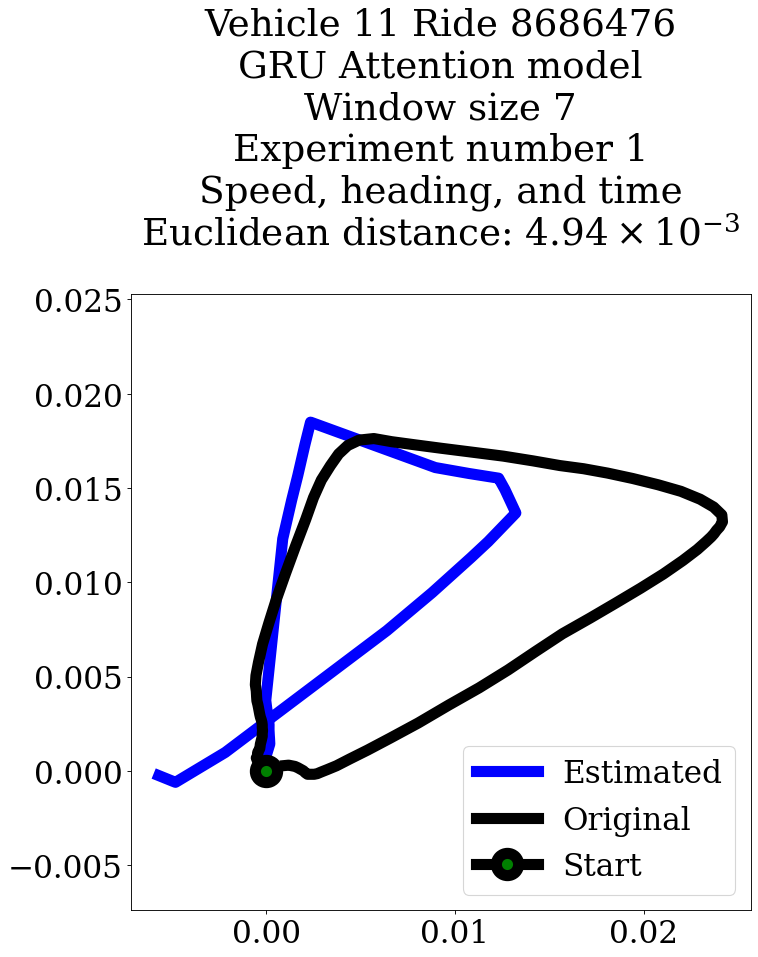 Vehicle 11 Ride 8686476
GRU Attention model
Window size 7
Experiment number 1
Speed, heading, and time
Euclidean distance: 4.94 × 10⁻³
0.025
0.020
0.015
0.010
0.005
0.000
−0.005
Estimated
Original
Start
0.00 0.01 0.02